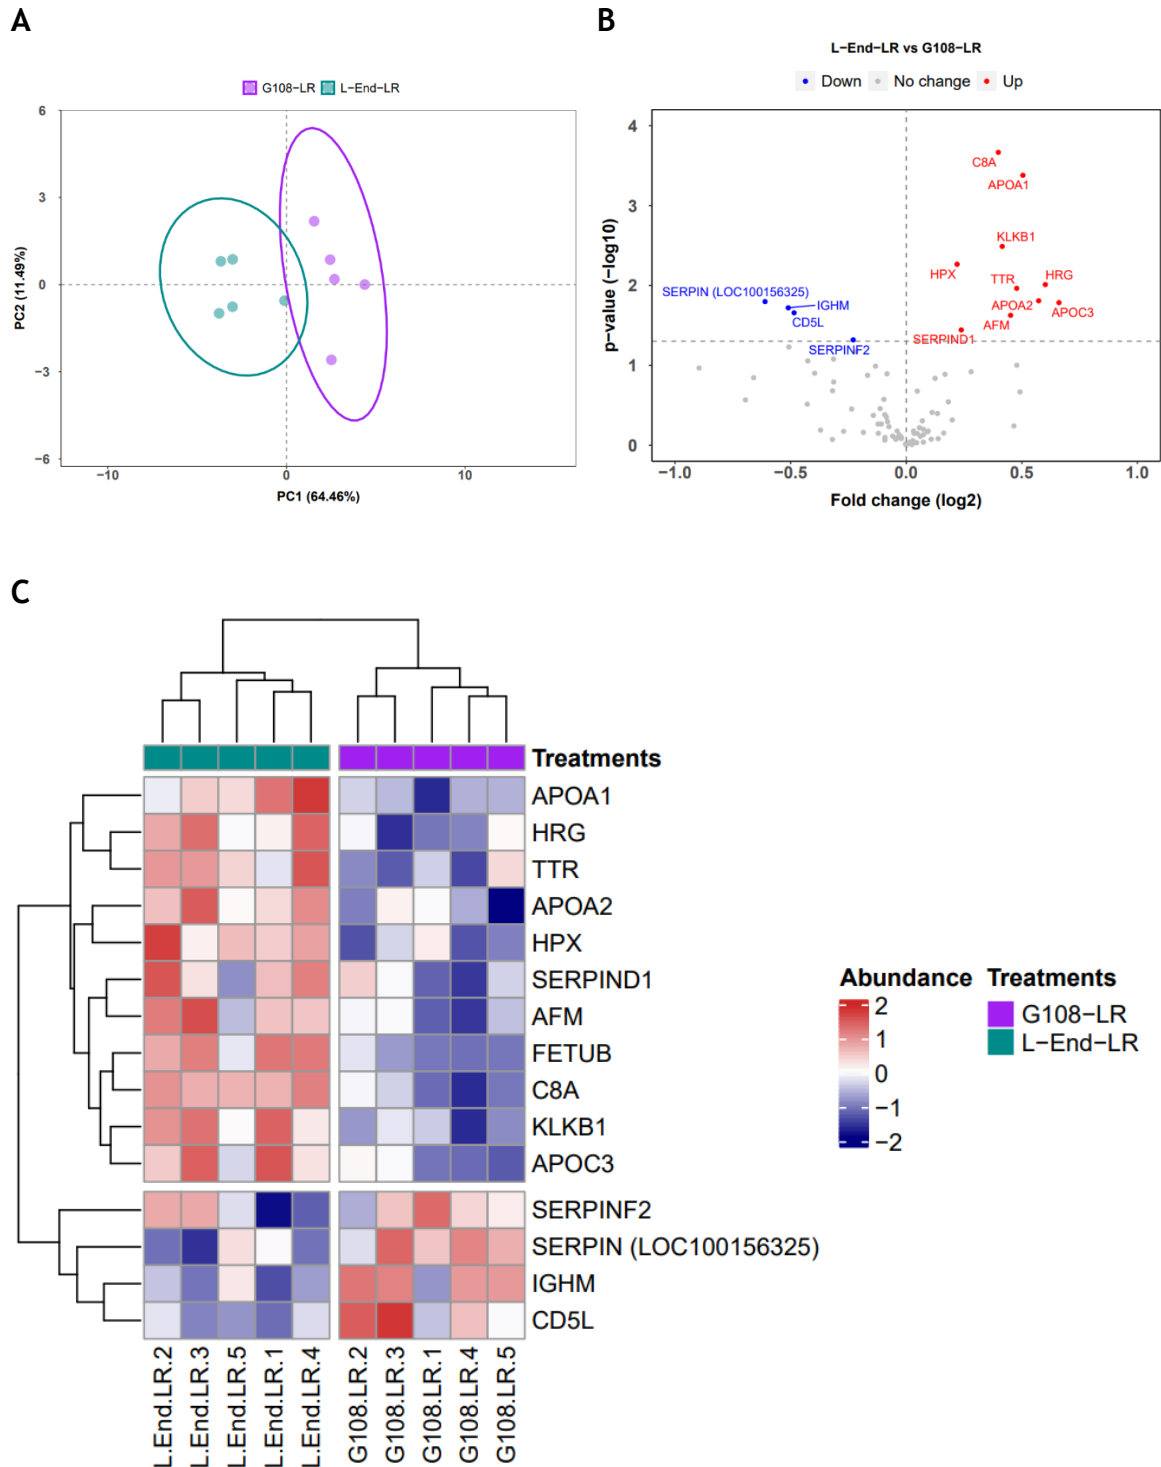 A
G108−LR L−End−LR
6
3
0
−3
−6
−10 0 10
PC2 (11.49%)
PC1 (64.46%)
B
L−End−LR vs G108−LR
Down No change Up
4
3
2
1
0
−1.0 −0.5 0.0 0.5 1.0
p−value (−log10)
Fold change (log2)
C8A
APOA1
KLKB1
HPX
TTR
HRG
APOA2
APOC3
AFM
SERPIND1
SERPIN (LOC100156325)
IGHM
CD5L
SERPINF2
C
Treatments
APOA1
HRG
TTR
APOA2
HPX
SERPIND1
AFM
FETUB
C8A
KLKB1
APOC3
SERPINF2
SERPIN (LOC100156325)
IGHM
CD5L
L.End.LR.2
L.End.LR.3
L.End.LR.5
L.End.LR.1
L.End.LR.4
G108.LR.2
G108.LR.3
G108.LR.1
G108.LR.4
G108.LR.5
Abundance
2
1
0
−1
−2
Treatments
G108−LR
L−End−LR